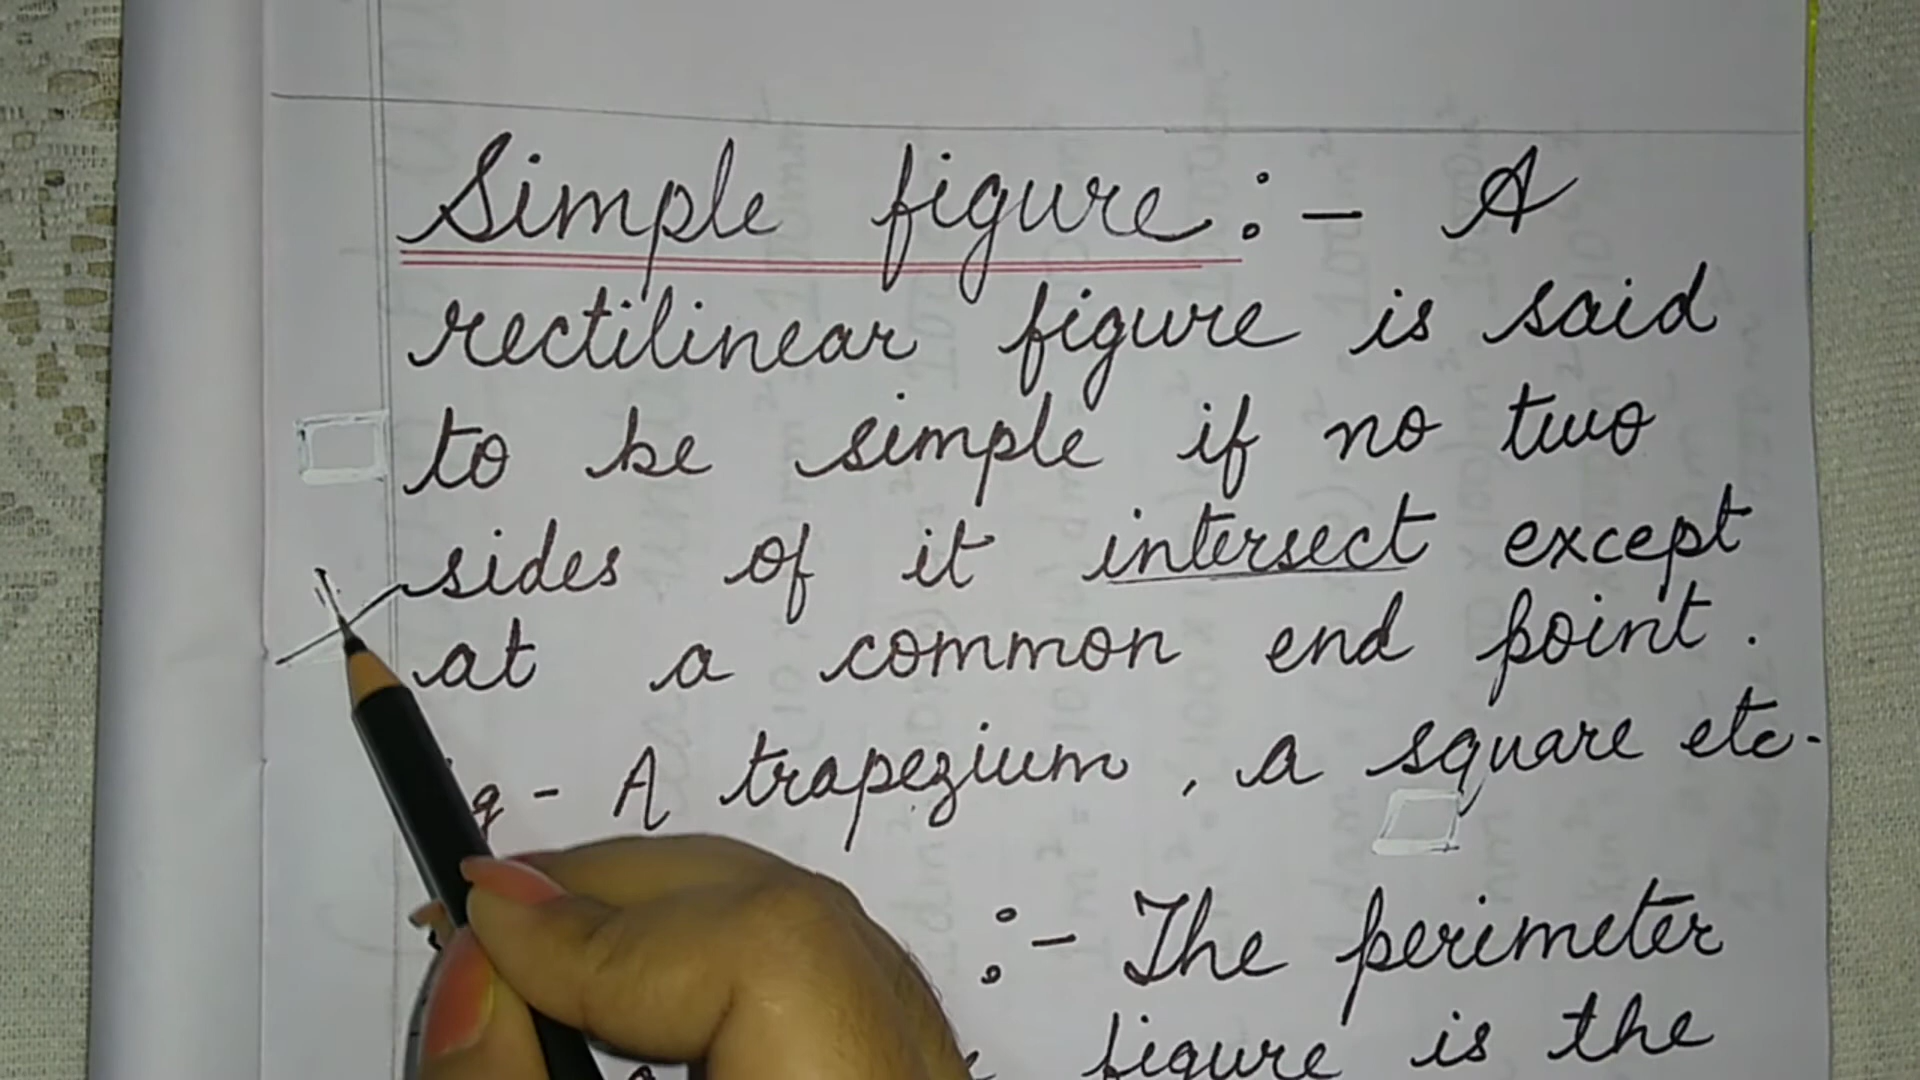 Simple figure :- A
rectilinear figure is said
to be simple if no two
sides of it intersect except
at a common end point.
g - A trapezium, a square etc.
:- The perimeter
figure is the